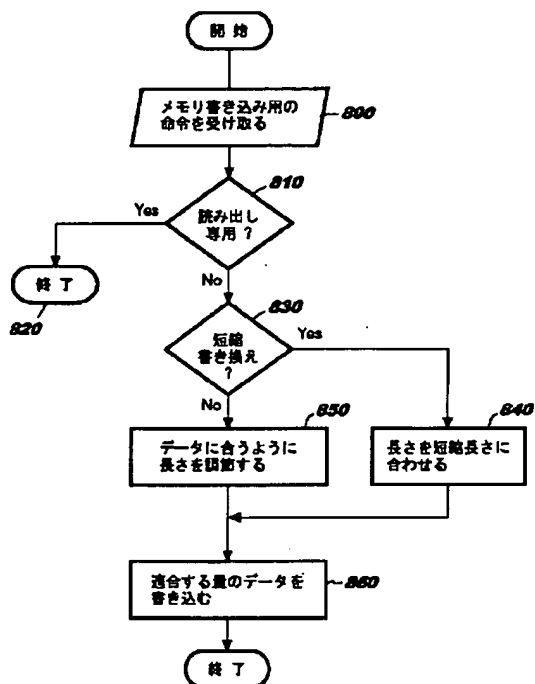 開 始
メモリ書き込み用の
命令を受け取る
800
810
Yes
読み出し
専用 ?
終 了
820
No
830
短縮
書き換え
?
Yes
No
850
データに合うように
長さを調節する
840
長さを短縮長さに
合わせる
適合する量のデータを
書き込む
860
終 了